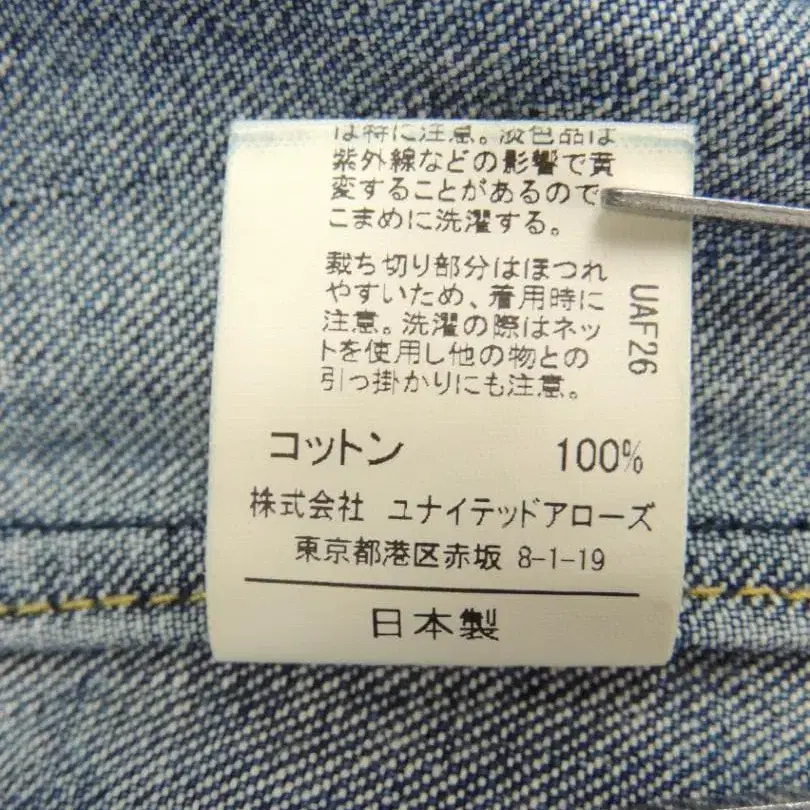 は特に注意。淡色品は
紫外線などの影響で黄
変することがあるので
こまめに洗濯する。
裁ち切り部分はほつれ
やすいため、着用時に
注意。洗濯の際はネッ
トを使用し他の物との
引っ掛かりにも注意。
UAF26
コットン 100%
株式会社 ユナイテッドアローズ
東京都港区赤坂 8-1-19
日本製